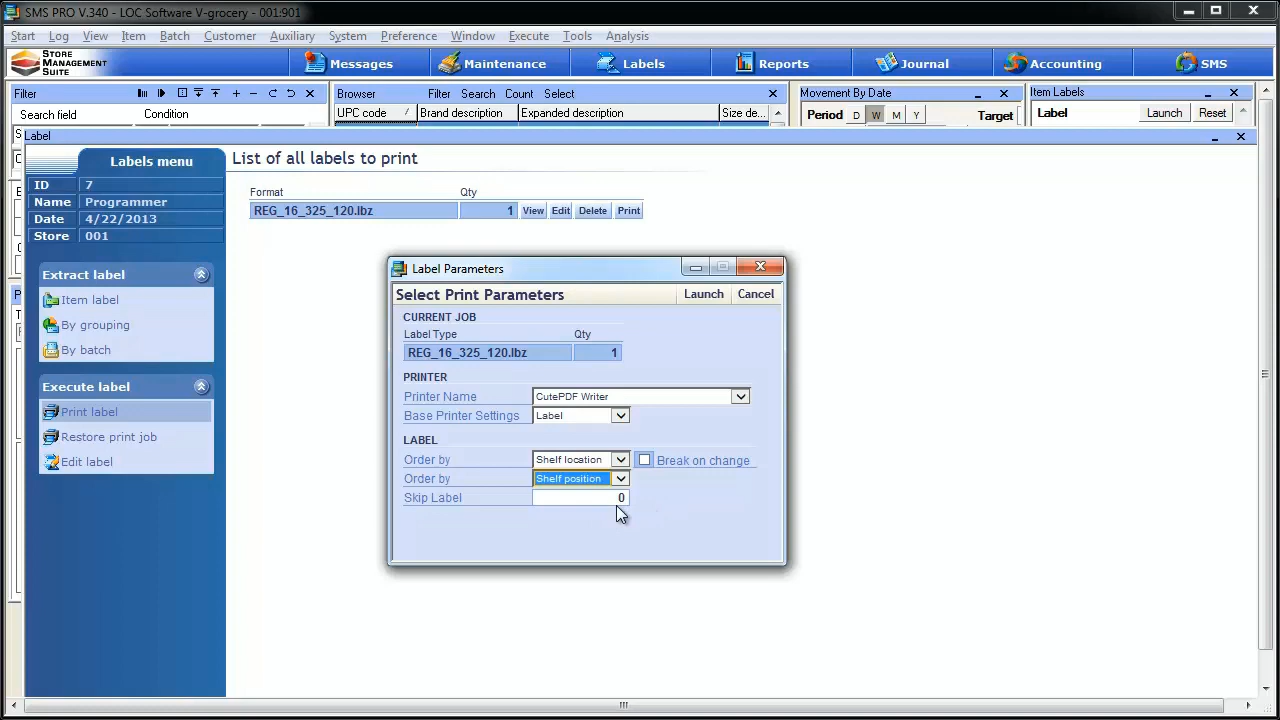 SMS PRO V.340 - LOC Software V-grocery - 001:901
Start Log View Item Batch Customer Auxiliary System Preference Window Execute Tools Analysis
STORE
MANAGEMENT
SUITE
Messages Maintenance Labels Reports Journal Accounting SMS
Filter
Search field Condition
Browser Filter Search Count Select
UPC code Brand description Expanded description Size de...
Movement By Date
Period D W M Y Target
Item Labels
Label Launch Reset
Label
Labels menu
ID 7
Name Programmer
Date 4/22/2013
Store 001
Extract label
Item label
By grouping
By batch
Execute label
Print label
Restore print job
Edit label
List of all labels to print
Format Qty
REG_16_325_120.lbz 1 View Edit Delete Print
Label Parameters
Select Print Parameters Launch Cancel
CURRENT JOB
Label Type Qty
REG_16_325_120.lbz 1
PRINTER
Printer Name CutePDF Writer
Base Printer Settings Label
LABEL
Order by Shelf location Break on change
Order by Shelf position
Skip Label 0